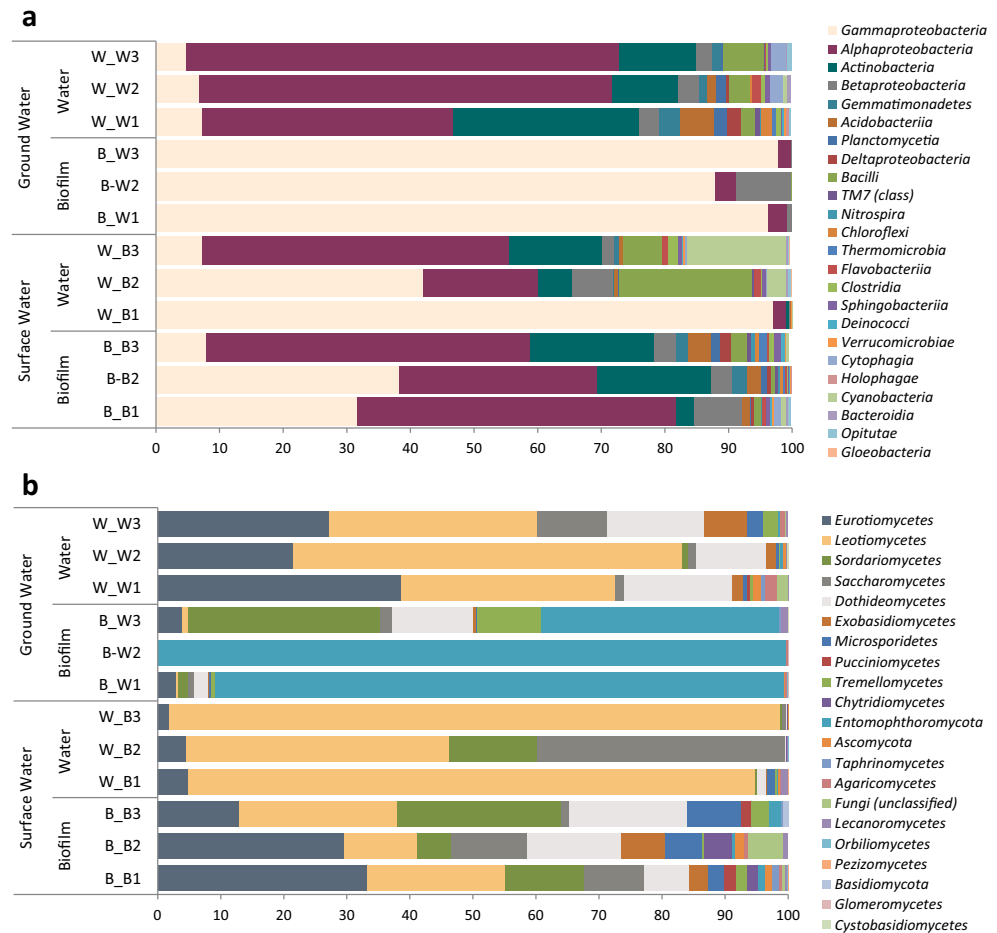 a
Ground Water
Water
W_W3
W_W2
W_W1
Biofilm
B_W3
B-W2
B_W1
Surface Water
Water
W_B3
W_B2
W_B1
Biofilm
B_B3
B-B2
B_B1
0 10 20 30 40 50 60 70 80 90 100
Gammaproteobacteria
Alphaproteobacteria
Actinobacteria
Betaproteobacteria
Gemmatimonadetes
Acidobacteriia
Planctomycetia
Deltaproteobacteria
Bacilli
TM7 (class)
Nitrospira
Chloroflexi
Thermomicrobia
Flavobacteriia
Clostridia
Sphingobacteriia
Deinococci
Verrucomicrobiae
Cytophagia
Holophagae
Cyanobacteria
Bacteroidia
Opitutae
Gloeobacteria
b
Ground Water
Water
W_W3
W_W2
W_W1
Biofilm
B_W3
B-W2
B_W1
Surface Water
Water
W_B3
W_B2
W_B1
Biofilm
B_B3
B_B2
B_B1
0 10 20 30 40 50 60 70 80 90 100
Eurotiomycetes
Leotiomycetes
Sordariomycetes
Saccharomycetes
Dothideomycetes
Exobasidiomycetes
Microsporidetes
Pucciniomycetes
Tremellomycetes
Chytridiomycetes
Entomophthoromycota
Ascomycota
Taphrinomycetes
Agaricomycetes
Fungi (unclassified)
Lecanoromycetes
Orbiliomycetes
Pezizomycetes
Basidiomycota
Glomeromycetes
Cystobasidiomycetes